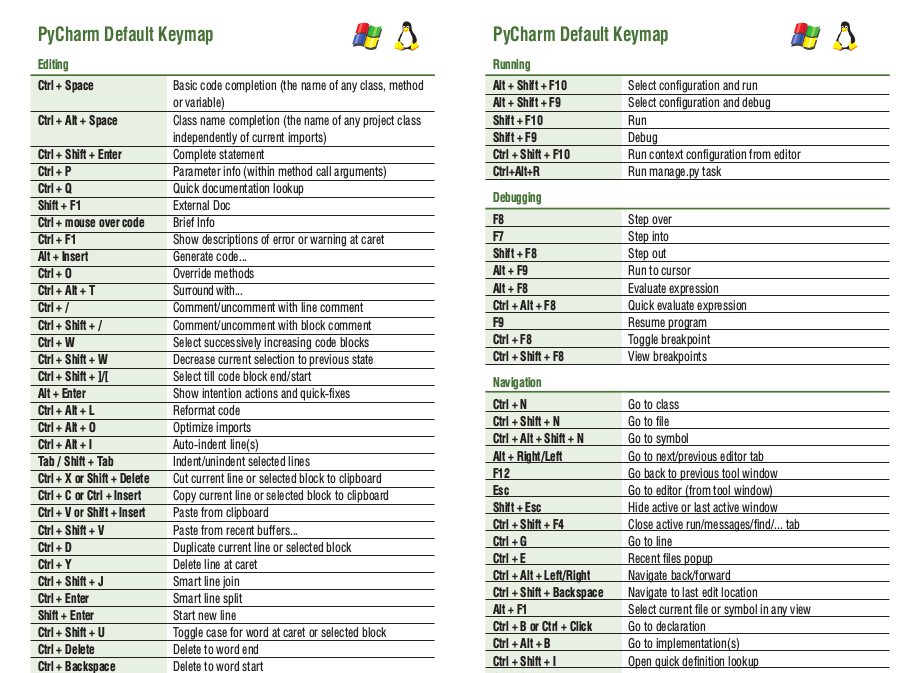 PyCharm Default Keymap
Editing
Ctrl + Space Basic code completion (the name of any class, method
or variable)
Ctrl + Alt + Space Class name completion (the name of any project class
independently of current imports)
Ctrl + Shift + Enter Complete statement
Ctrl + P Parameter info (within method call arguments)
Ctrl + Q Quick documentation lookup
Shift + F1 External Doc
Ctrl + mouse over code Brief Info
Ctrl + F1 Show descriptions of error or warning at caret
Alt + Insert Generate code...
Ctrl + O Override methods
Ctrl + Alt + T Surround with...
Ctrl + / Comment/uncomment with line comment
Ctrl + Shift + / Comment/uncomment with block comment
Ctrl + W Select successively increasing code blocks
Ctrl + Shift + W Decrease current selection to previous state
Ctrl + Shift + ]/[ Select till code block end/start
Alt + Enter Show intention actions and quick-fixes
Ctrl + Alt + L Reformat code
Ctrl + Alt + O Optimize imports
Ctrl + Alt + I Auto-indent line(s)
Tab / Shift + Tab Indent/unindent selected lines
Ctrl + X or Shift + Delete Cut current line or selected block to clipboard
Ctrl + C or Ctrl + Insert Copy current line or selected block to clipboard
Ctrl + V or Shift + Insert Paste from clipboard
Ctrl + Shift + V Paste from recent buffers...
Ctrl + D Duplicate current line or selected block
Ctrl + Y Delete line at caret
Ctrl + Shift + J Smart line join
Ctrl + Enter Smart line split
Shift + Enter Start new line
Ctrl + Shift + U Toggle case for word at caret or selected block
Ctrl + Delete Delete to word end
Ctrl + Backspace Delete to word start
PyCharm Default Keymap
Running
Alt + Shift + F10 Select configuration and run
Alt + Shift + F9 Select configuration and debug
Shift + F10 Run
Shift + F9 Debug
Ctrl + Shift + F10 Run context configuration from editor
Ctrl+Alt+R Run manage.py task
Debugging
F8 Step over
F7 Step into
Shift + F8 Step out
Alt + F9 Run to cursor
Alt + F8 Evaluate expression
Ctrl + Alt + F8 Quick evaluate expression
F9 Resume program
Ctrl + F8 Toggle breakpoint
Ctrl + Shift + F8 View breakpoints
Navigation
Ctrl + N Go to class
Ctrl + Shift + N Go to file
Ctrl + Alt + Shift + N Go to symbol
Alt + Right/Left Go to next/previous editor tab
F12 Go back to previous tool window
Esc Go to editor (from tool window)
Shift + Esc Hide active or last active window
Ctrl + Shift + F4 Close active run/messages/find/... tab
Ctrl + G Go to line
Ctrl + E Recent files popup
Ctrl + Alt + Left/Right Navigate back/forward
Ctrl + Shift + Backspace Navigate to last edit location
Alt + F1 Select current file or symbol in any view
Ctrl + B or Ctrl + Click Go to declaration
Ctrl + Alt + B Go to implementation(s)
Ctrl + Shift + I Open quick definition lookup